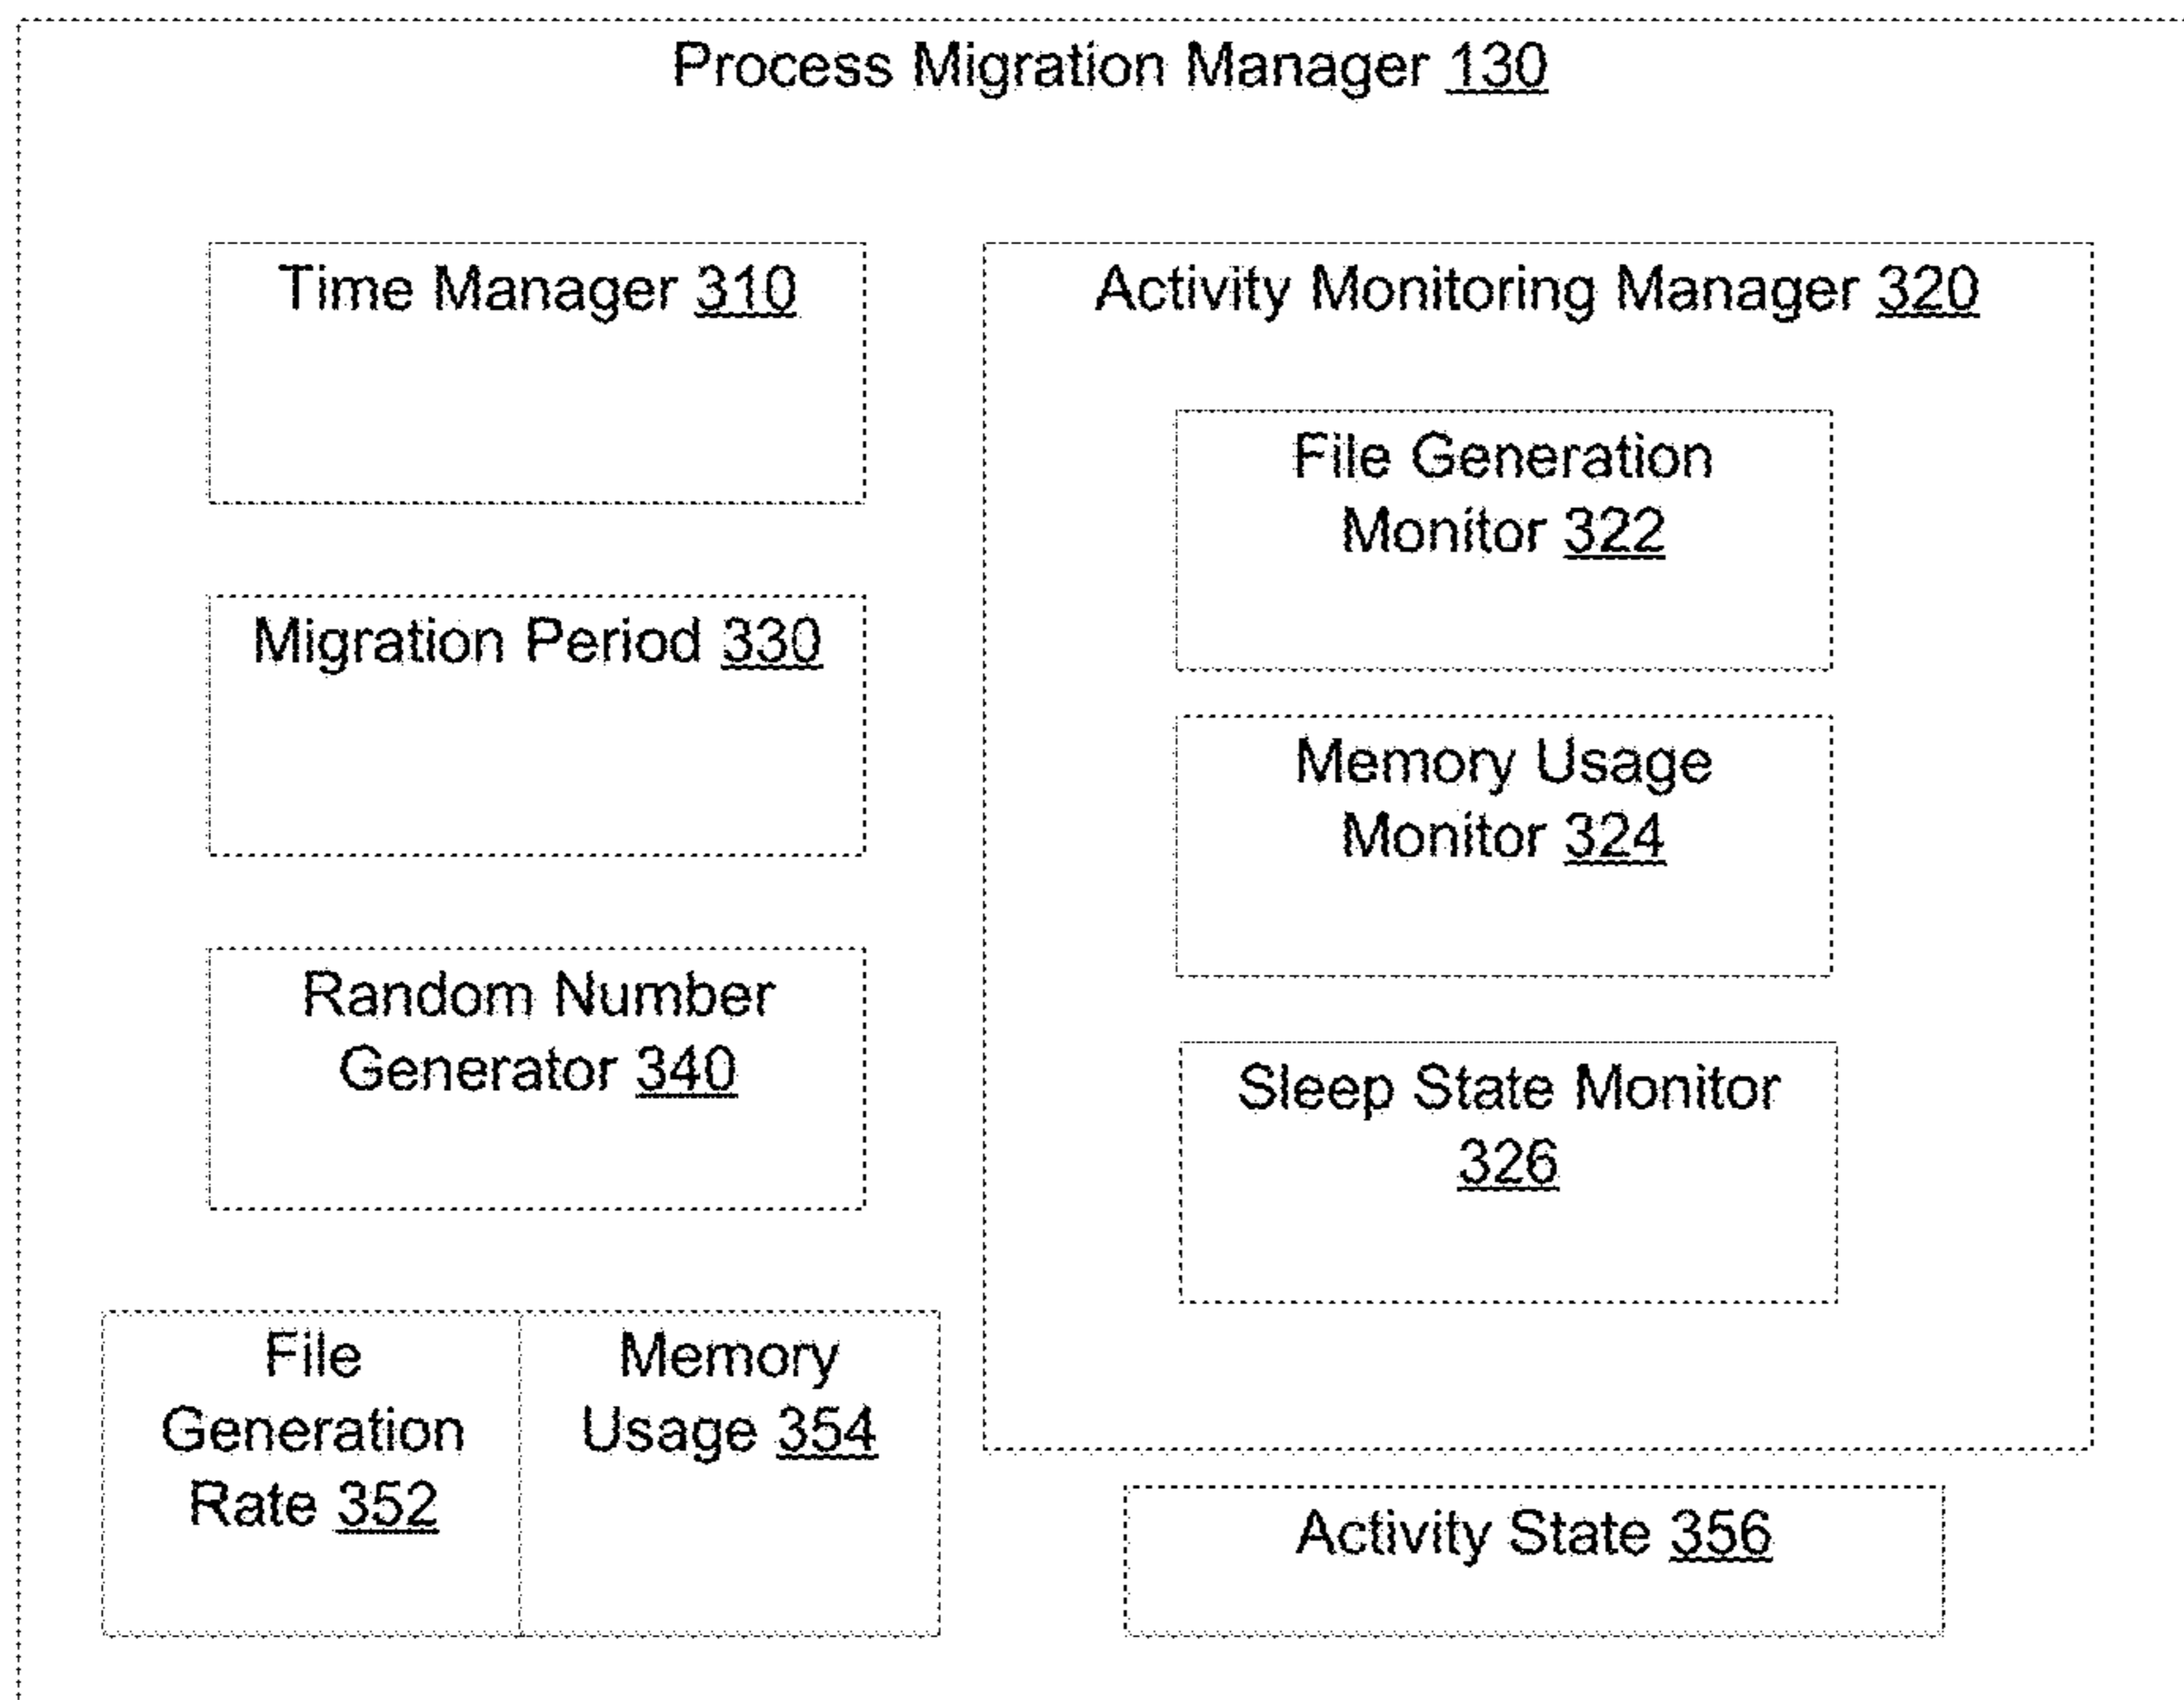 Process Migration Manager 130
Time Manager 310
Migration Period 330
Random Number
Generator 340
File
Generation
Rate 352
Memory
Usage 354
Activity Monitoring Manager 320
File Generation
Monitor 322
Memory Usage
Monitor 324
Sleep State Monitor
326
Activity State 356